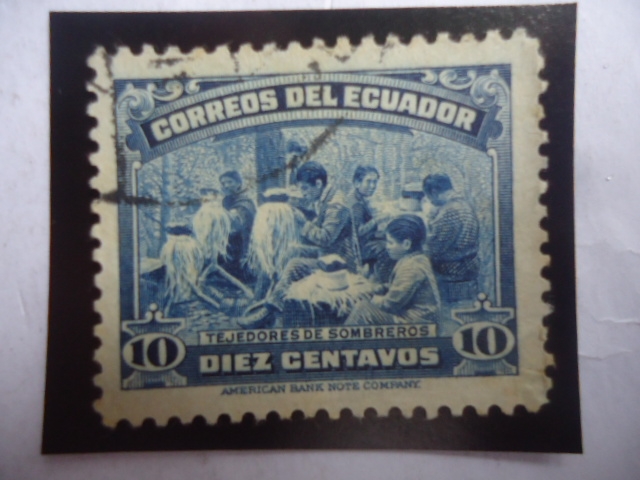 CORREOS DEL ECUADOR
TEJEDORES DE SOMBREROS
10 DIEZ CENTAVOS 10
AMERICAN BANK NOTE COMPANY.